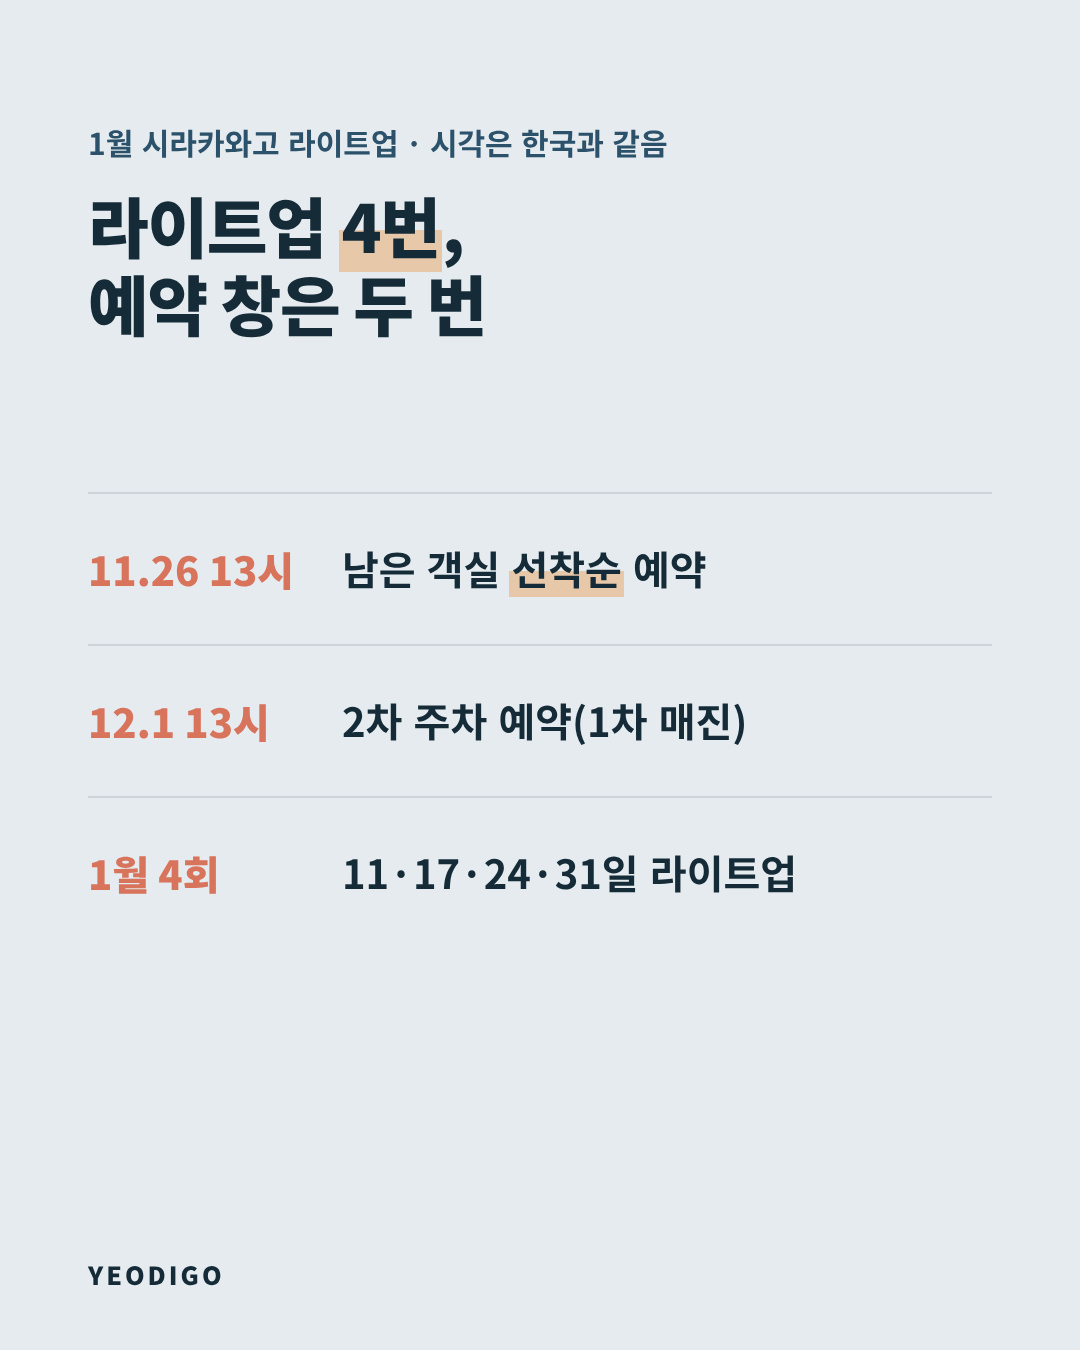 1월 시라카와고 라이트업 · 시각은 한국과 같음
라이트업 4번,
예약 창은 두 번
11.26 13시 남은 객실 선착순 예약
12.1 13시 2차 주차 예약(1차 매진)
1월 4회 11·17·24·31일 라이트업
YEODIGO